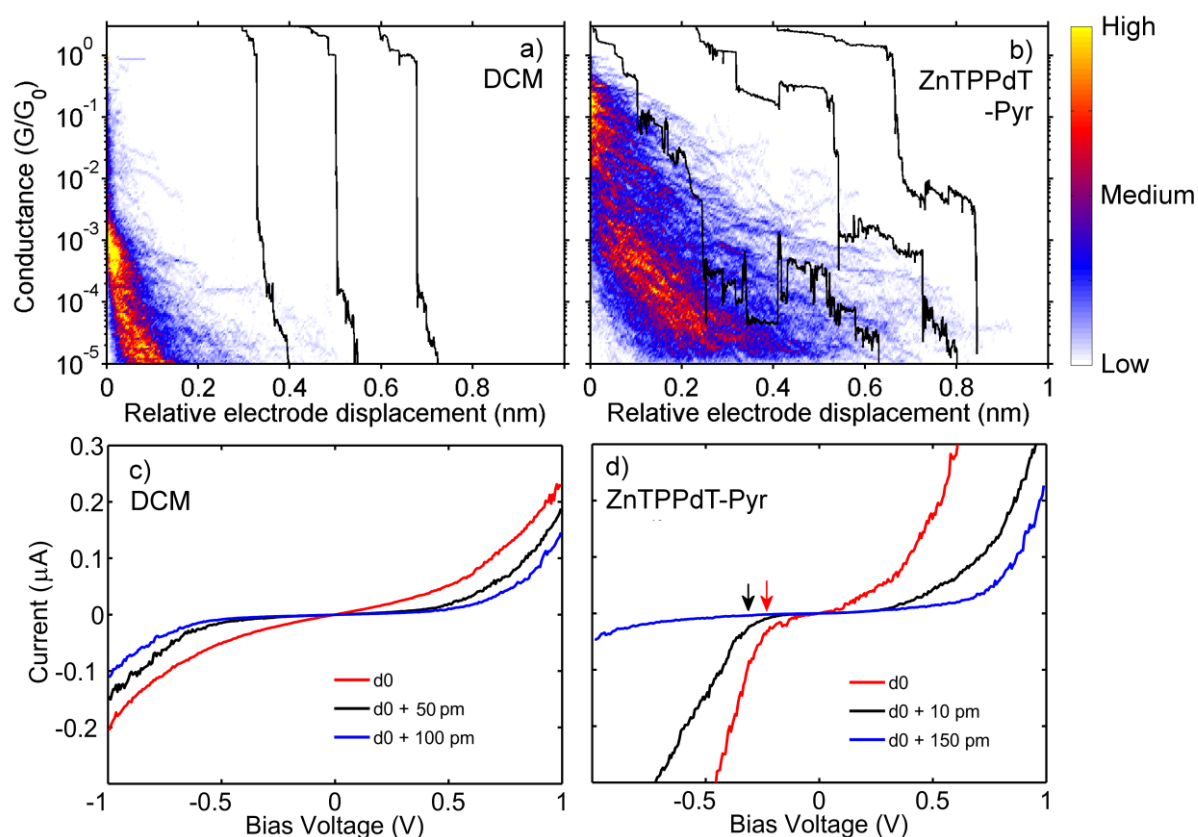 Conductance (G/G0)
10^0
10^-1
10^-2
10^-3
10^-4
10^-5
a)
DCM
0
0.2
0.4
0.6
0.8
Relative electrode displacement (nm)
b)
ZnTPPdT
-Pyr
0
0.2
0.4
0.6
0.8
1
Relative electrode displacement (nm)
High
Medium
Low
Current (µA)
0.3
0.2
0.1
0
-0.1
-0.2
c)
DCM
d0
d0 + 50 pm
d0 + 100 pm
-1
-0.5
0
0.5
1
Bias Voltage (V)
d)
ZnTPPdT-Pyr
d0
d0 + 10 pm
d0 + 150 pm
-0.5
0
0.5
1
Bias Voltage (V)